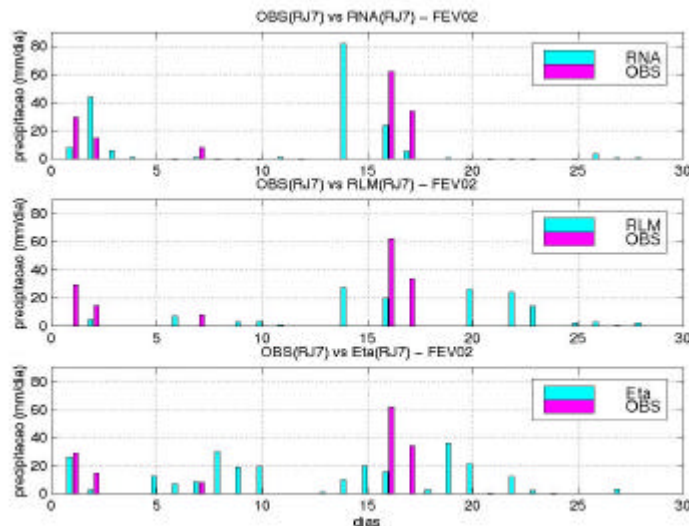 OBS(RJ7) vs RNA(RJ7) - FEV02
precipitacao (mm/dia)
80
60
40
20
0
RNA
OBS
0 5 10 15 20 25 30
OBS(RJ7) vs RLM(RJ7) - FEV02
precipitacao (mm/dia)
80
60
40
20
0
RLM
OBS
0 5 10 15 20 25 30
OBS(RJ7) vs Eta(RJ7) - FEV02
precipitacao (mm/dia)
80
60
40
20
0
Eta
OBS
0 5 10 15 20 25 30
dias